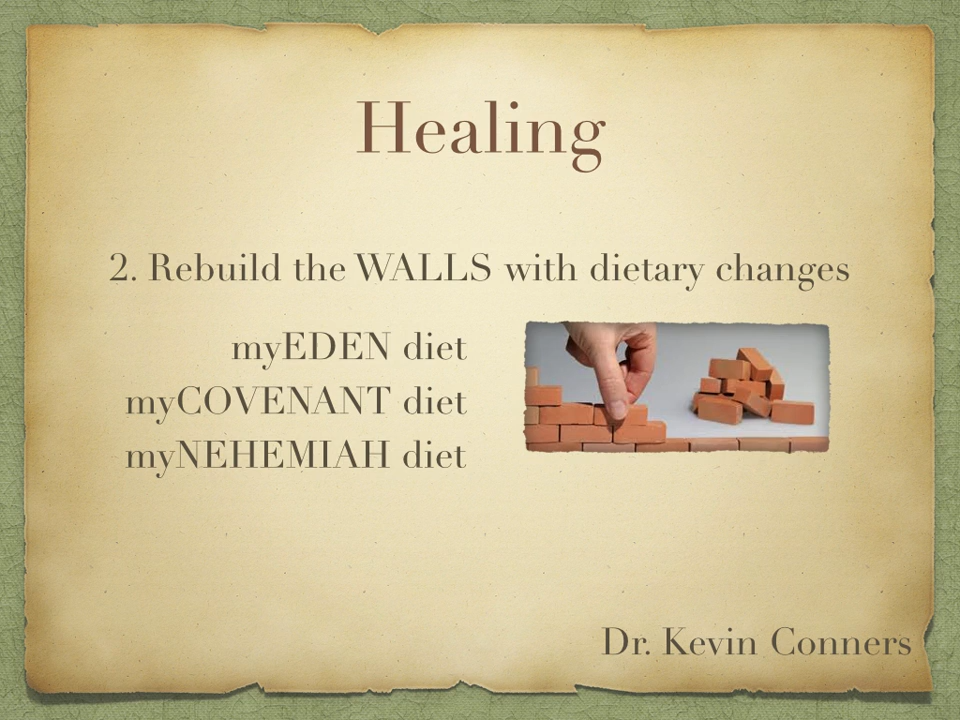 Healing
2. Rebuild the WALLS with dietary changes
myEDEN diet
myCOVENANT diet
myNEHEMIAH diet
Dr. Kevin Conners